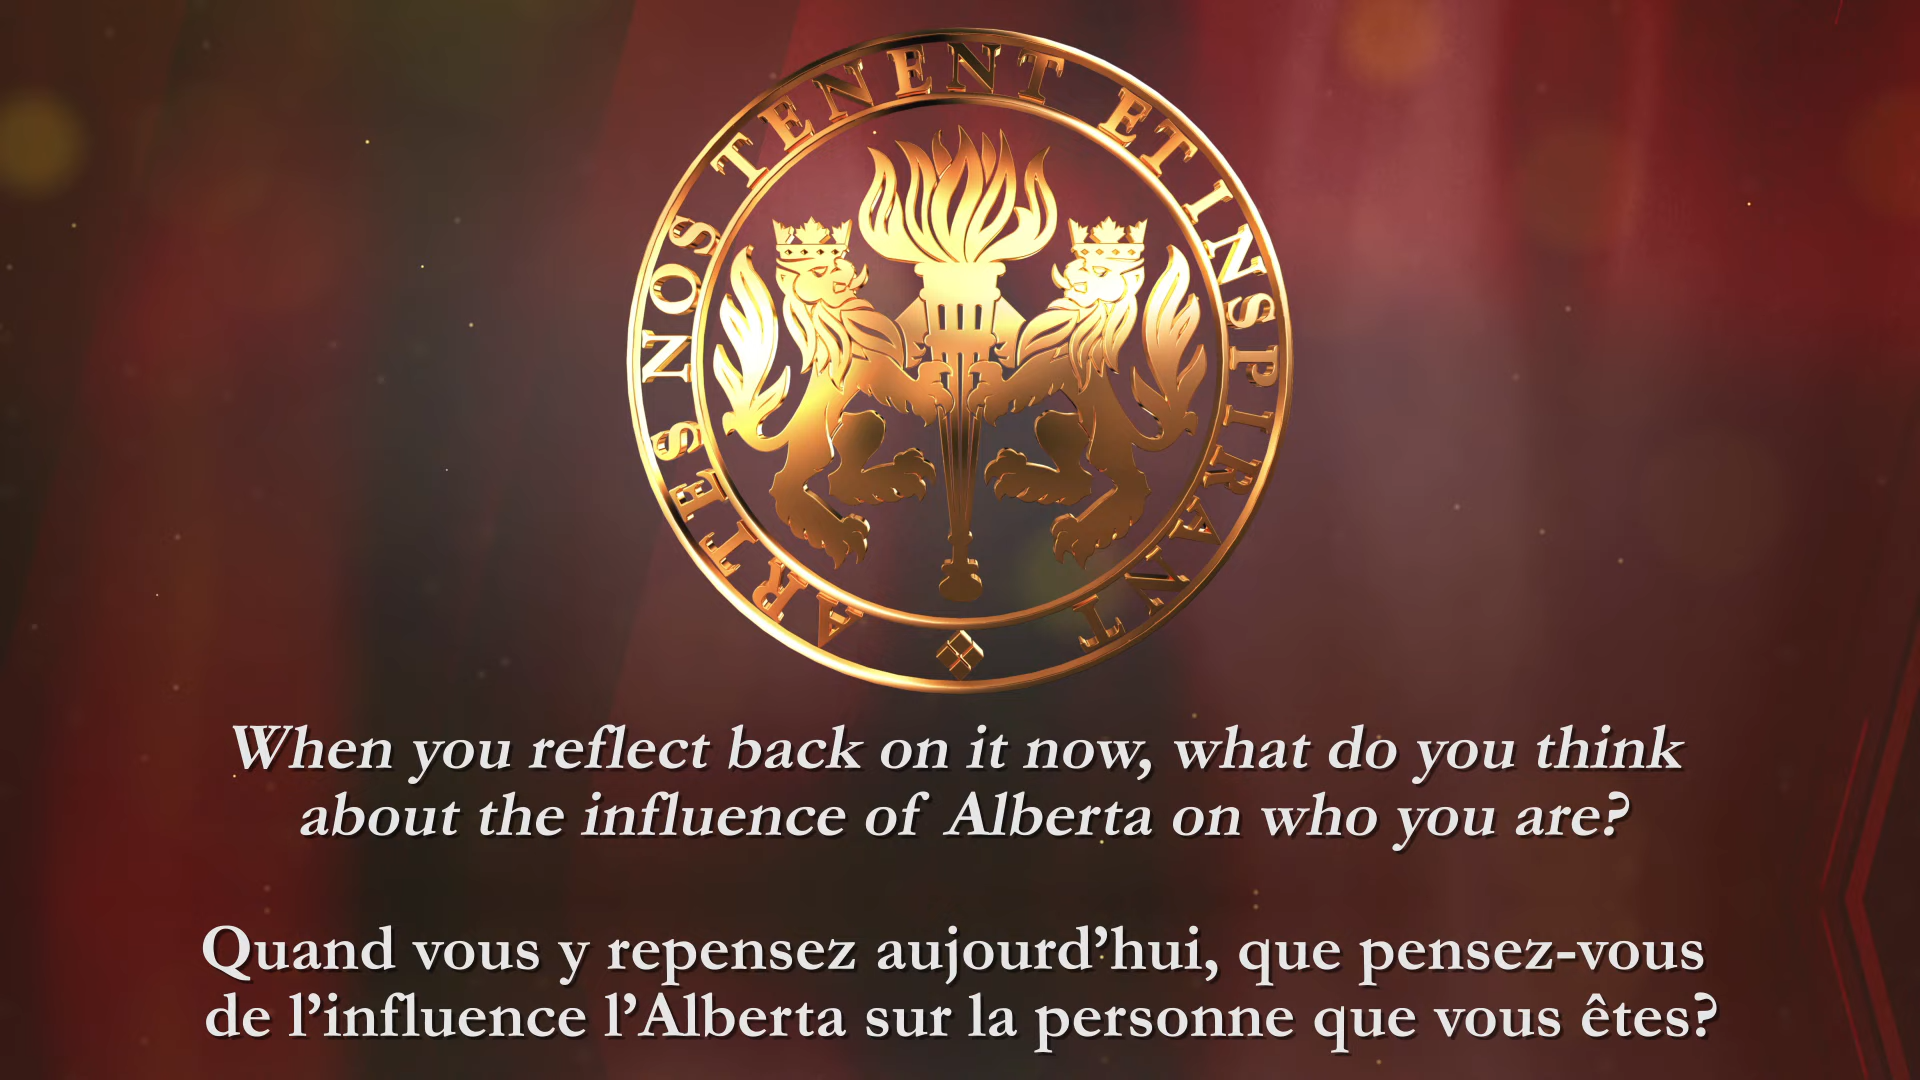 ARTES NOS TENENT ET INSPIRANT
When you reflect back on it now, what do you think
about the influence of Alberta on who you are?
Quand vous y repensez aujourd’hui, que pensez-vous
de l’influence l’Alberta sur la personne que vous êtes?